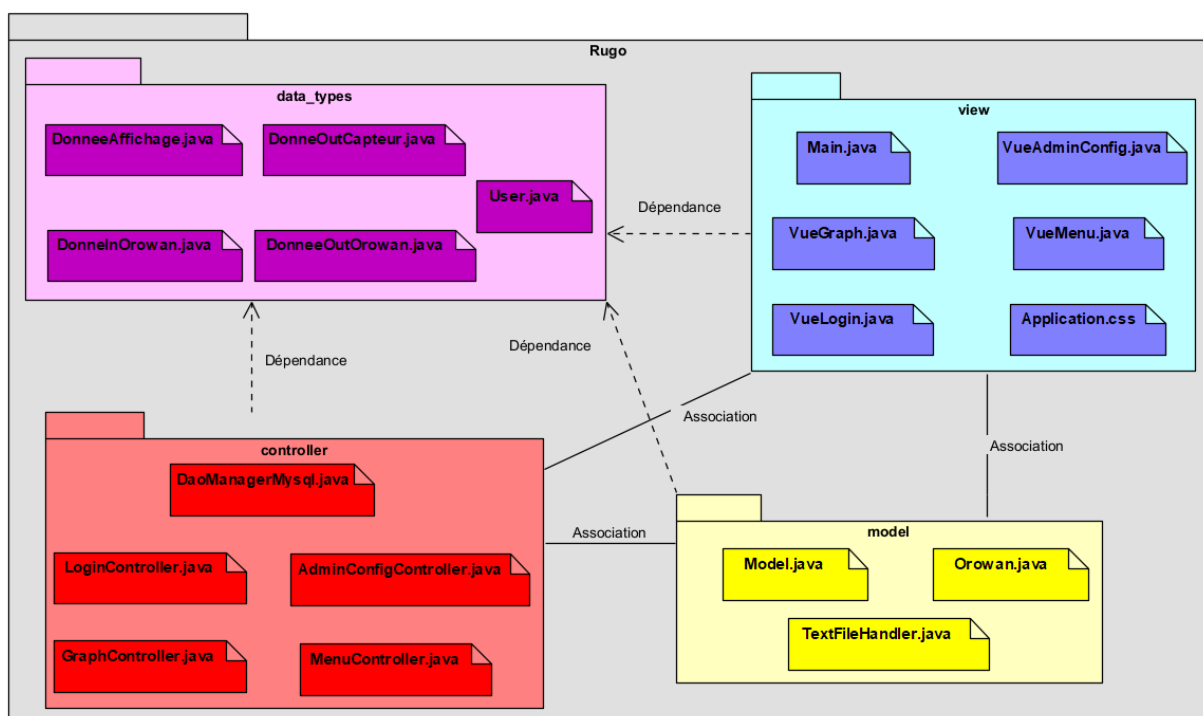 Rugo
data_types
DonneeAffichage.java
DonneOutCapteur.java
User.java
DonneInOrowan.java
DonneeOutOrowan.java
Dépendance
view
Main.java
VueAdminConfig.java
VueGraph.java
VueMenu.java
VueLogin.java
Application.css
Dépendance
Dépendance
Association
Association
controller
DaoManagerMysql.java
LoginController.java
AdminConfigController.java
GraphController.java
MenuController.java
Association
model
Model.java
Orowan.java
TextFileHandler.java